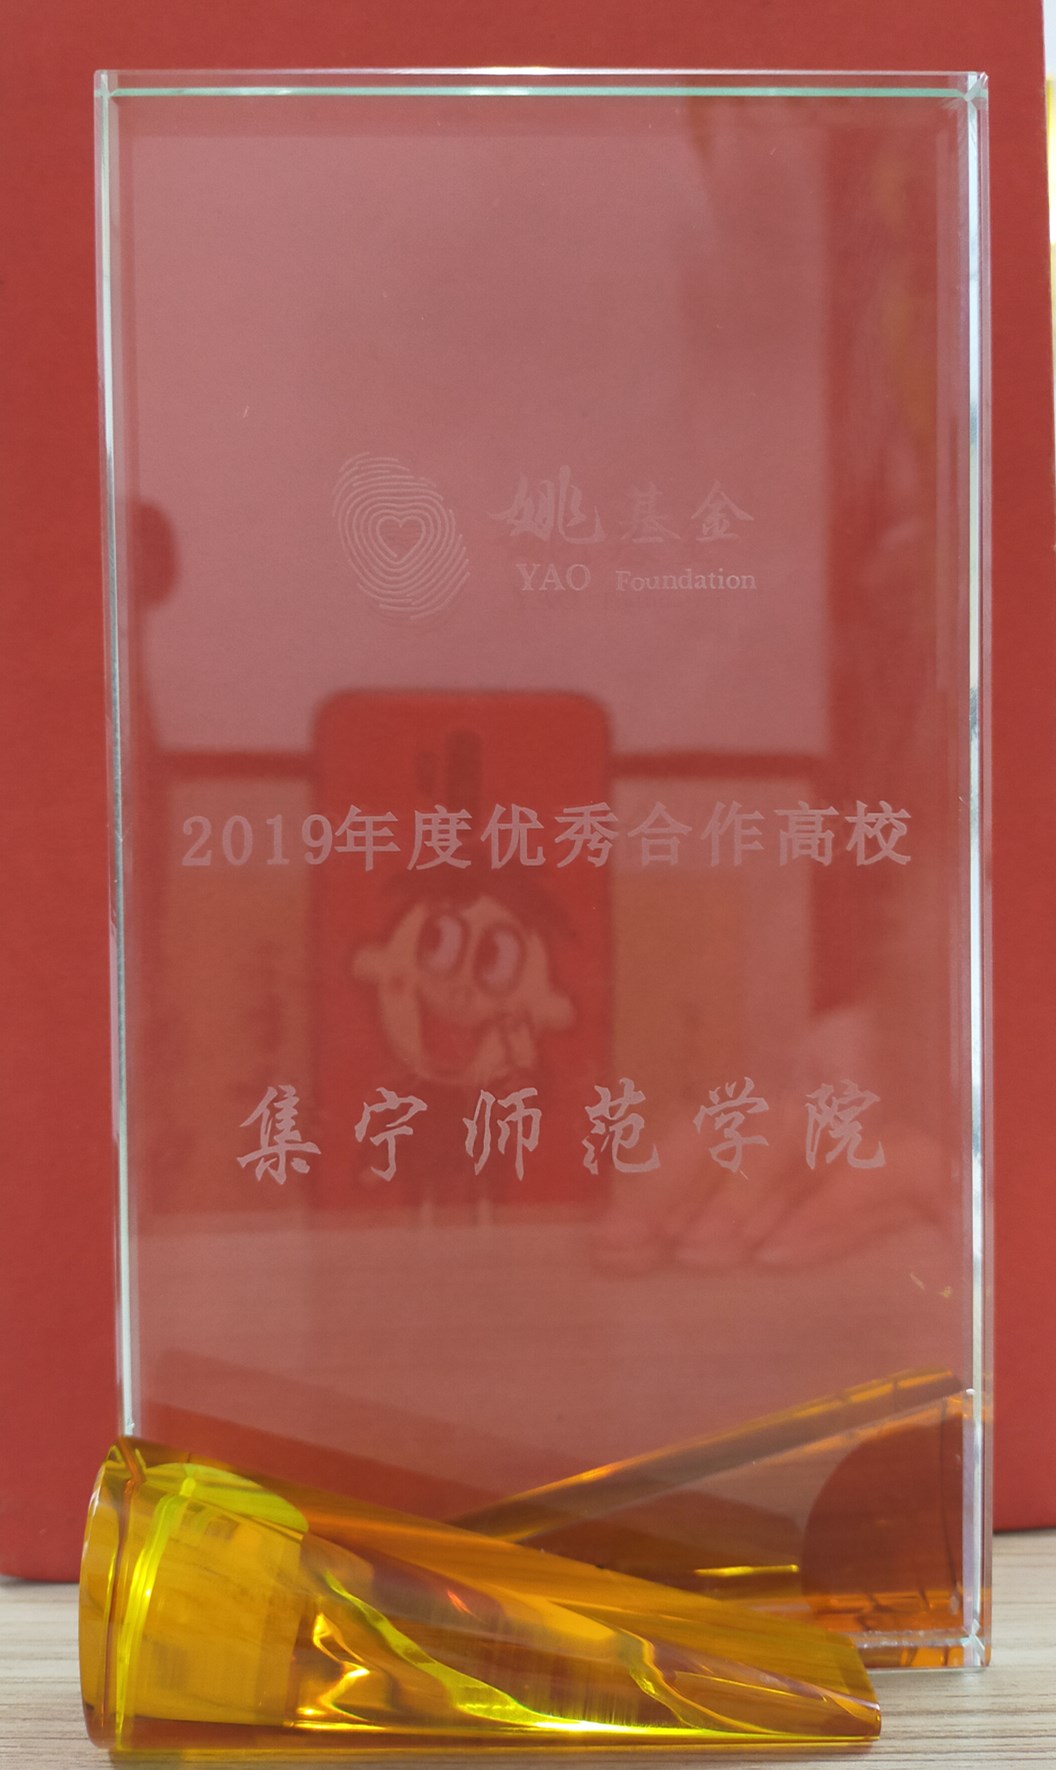 姚基金
YAO Foundation
2019年度优秀合作高校
集宁师范学院